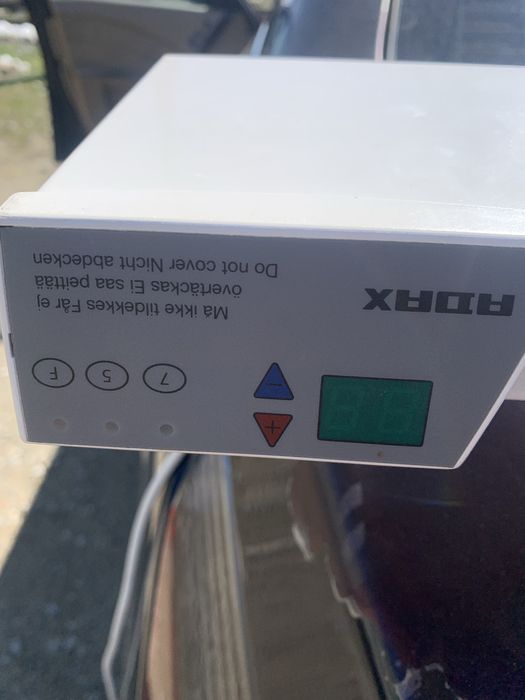 +
−
7 5 F
ADAX
Må ikke tildekkes Får ej
övertäckas Ei saa peittää
Do not cover Nicht abdecken